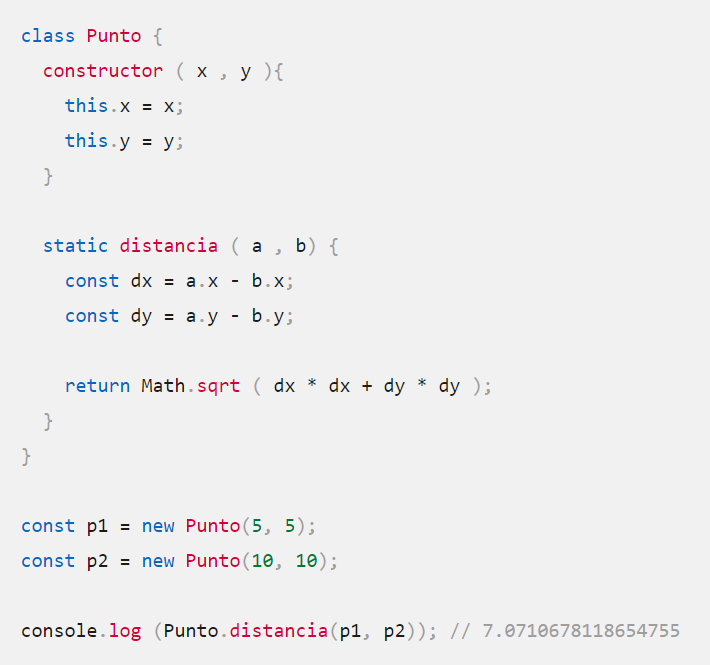 class Punto {
  constructor ( x , y ){
    this.x = x;
    this.y = y;
  }

  static distancia ( a , b) {
    const dx = a.x - b.x;
    const dy = a.y - b.y;

    return Math.sqrt ( dx * dx + dy * dy );
  }
}

const p1 = new Punto(5, 5);
const p2 = new Punto(10, 10);

console.log (Punto.distancia(p1, p2)); // 7.0710678118654755